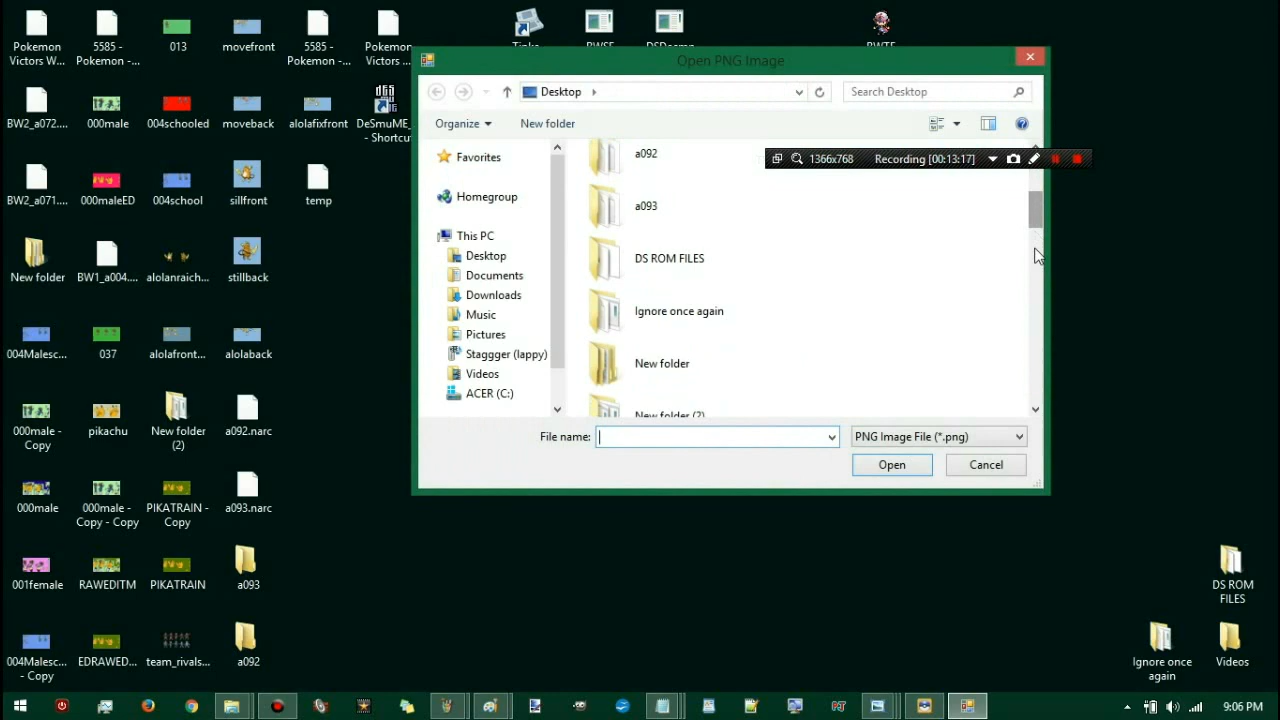 Pokemon
Victors W...
5585 -
Pokemon -...
013
movefront
5585 -
Pokemon -...
Pokemon
Victors ...
Tinke
BWSE
DSDecmp
BWTE
BW2_a072....
000male
004schooled
moveback
alolafixfront
DeSmuME_
- Shortcut
BW2_a071....
000maleED
004school
sillfront
temp
New folder
BW1_a004....
alolanraich...
stillback
004Malesc...
037
alolafront...
alolaback
000male -
Copy
pikachu
New folder
(2)
a092.narc
000male
000male -
Copy - Copy
PIKATRAIN -
Copy
a093.narc
001female
RAWEDITM
PIKATRAIN
a093
004Malesc...
- Copy
EDRAWED...
team_rivals...
a092
Open PNG Image
Desktop
Search Desktop
Organize
New folder
1366x768
Recording [00:13:17]
Favorites
Homegroup
This PC
Desktop
Documents
Downloads
Music
Pictures
Staggger (lappy)
Videos
ACER (C:)
a092
a093
DS ROM FILES
Ignore once again
New folder
New folder (2)
File name:
PNG Image File (*.png)
Open
Cancel
DS ROM
FILES
Ignore once
again
Videos
9:06 PM